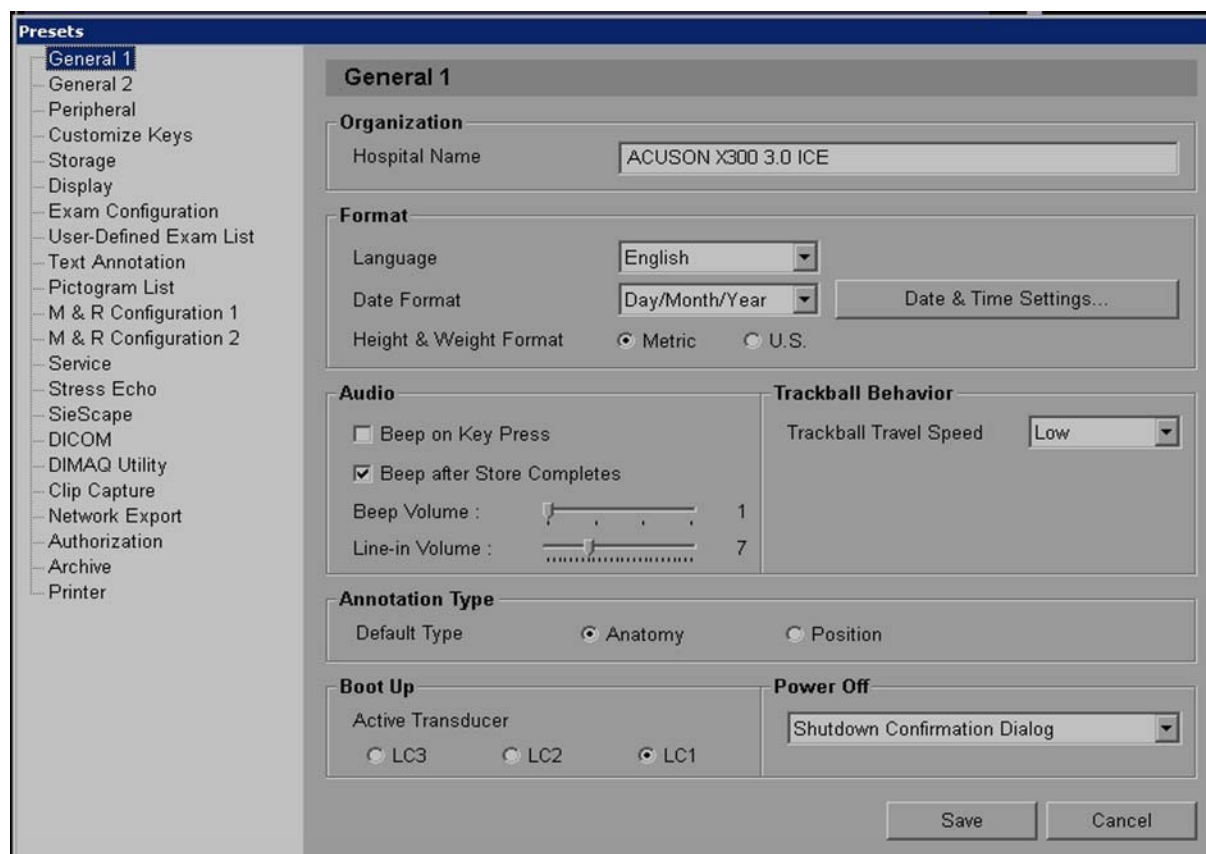 Presets
General 1
General 2
Peripheral
Customize Keys
Storage
Display
Exam Configuration
User-Defined Exam List
Text Annotation
Pictogram List
M & R Configuration 1
M & R Configuration 2
Service
Stress Echo
SieScape
DICOM
DIMAQ Utility
Clip Capture
Network Export
Authorization
Archive
Printer
General 1
Organization
Hospital Name ACUSON X300 3.0 ICE
Format
Language English
Date Format Day/Month/Year Date & Time Settings...
Height & Weight Format Metric U.S.
Audio
Beep on Key Press
Beep after Store Completes
Beep Volume : 1
Line-in Volume : 7
Trackball Behavior
Trackball Travel Speed Low
Annotation Type
Default Type Anatomy Position
Boot Up
Active Transducer
LC3 LC2 LC1
Power Off
Shutdown Confirmation Dialog
Save Cancel